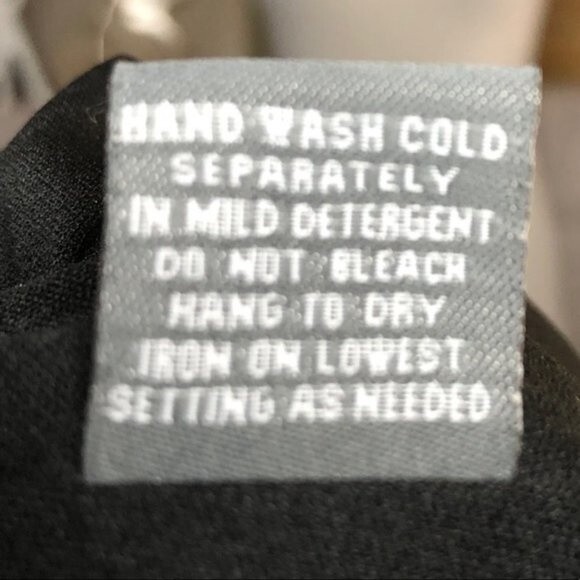 HAND WASH COLD
SEPARATELY
IN MILD DETERGENT
DO NOT BLEACH
HANG TO DRY
IRON ON LOWEST
SETTING AS NEEDED